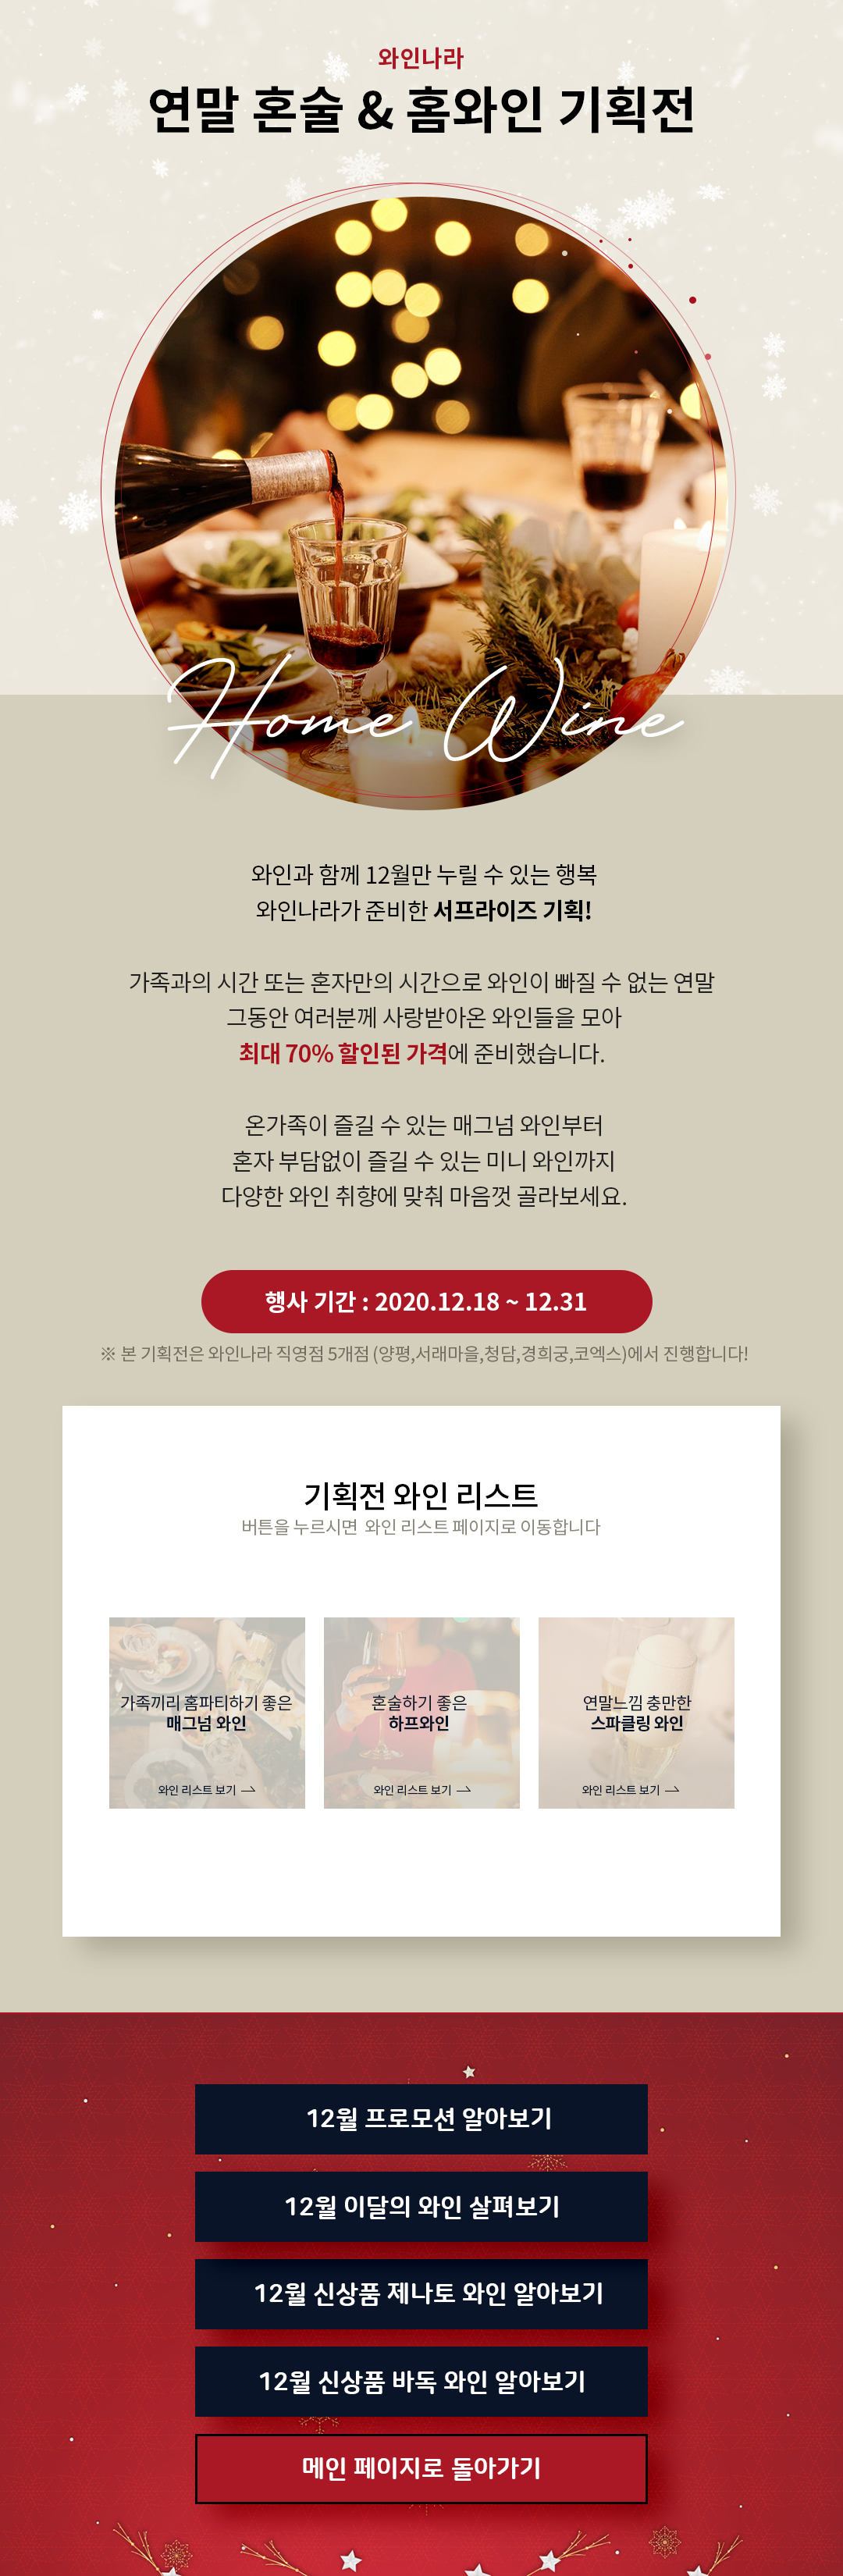 와인나라
연말 혼술 & 홈와인 기획전
Home Wine
와인과 함께 12월만 누릴 수 있는 행복
와인나라가 준비한 서프라이즈 기획!
가족과의 시간 또는 혼자만의 시간으로 와인이 빠질 수 없는 연말
그동안 여러분께 사랑받아온 와인들을 모아
최대 70% 할인된 가격에 준비했습니다.
온가족이 즐길 수 있는 매그넘 와인부터
혼자 부담없이 즐길 수 있는 미니 와인까지
다양한 와인 취향에 맞춰 마음껏 골라보세요.
행사 기간 : 2020.12.18 ~ 12.31
※ 본 기획전은 와인나라 직영점 5개점 (양평,서래마을,청담,경희궁,코엑스)에서 진행합니다!
기획전 와인 리스트
버튼을 누르시면 와인 리스트 페이지로 이동합니다
가족끼리 홈파티하기 좋은
매그넘 와인
와인 리스트 보기
혼술하기 좋은
하프와인
와인 리스트 보기
연말느낌 충만한
스파클링 와인
와인 리스트 보기
12월 프로모션 알아보기
12월 이달의 와인 살펴보기
12월 신상품 제나토 와인 알아보기
12월 신상품 바독 와인 알아보기
메인 페이지로 돌아가기